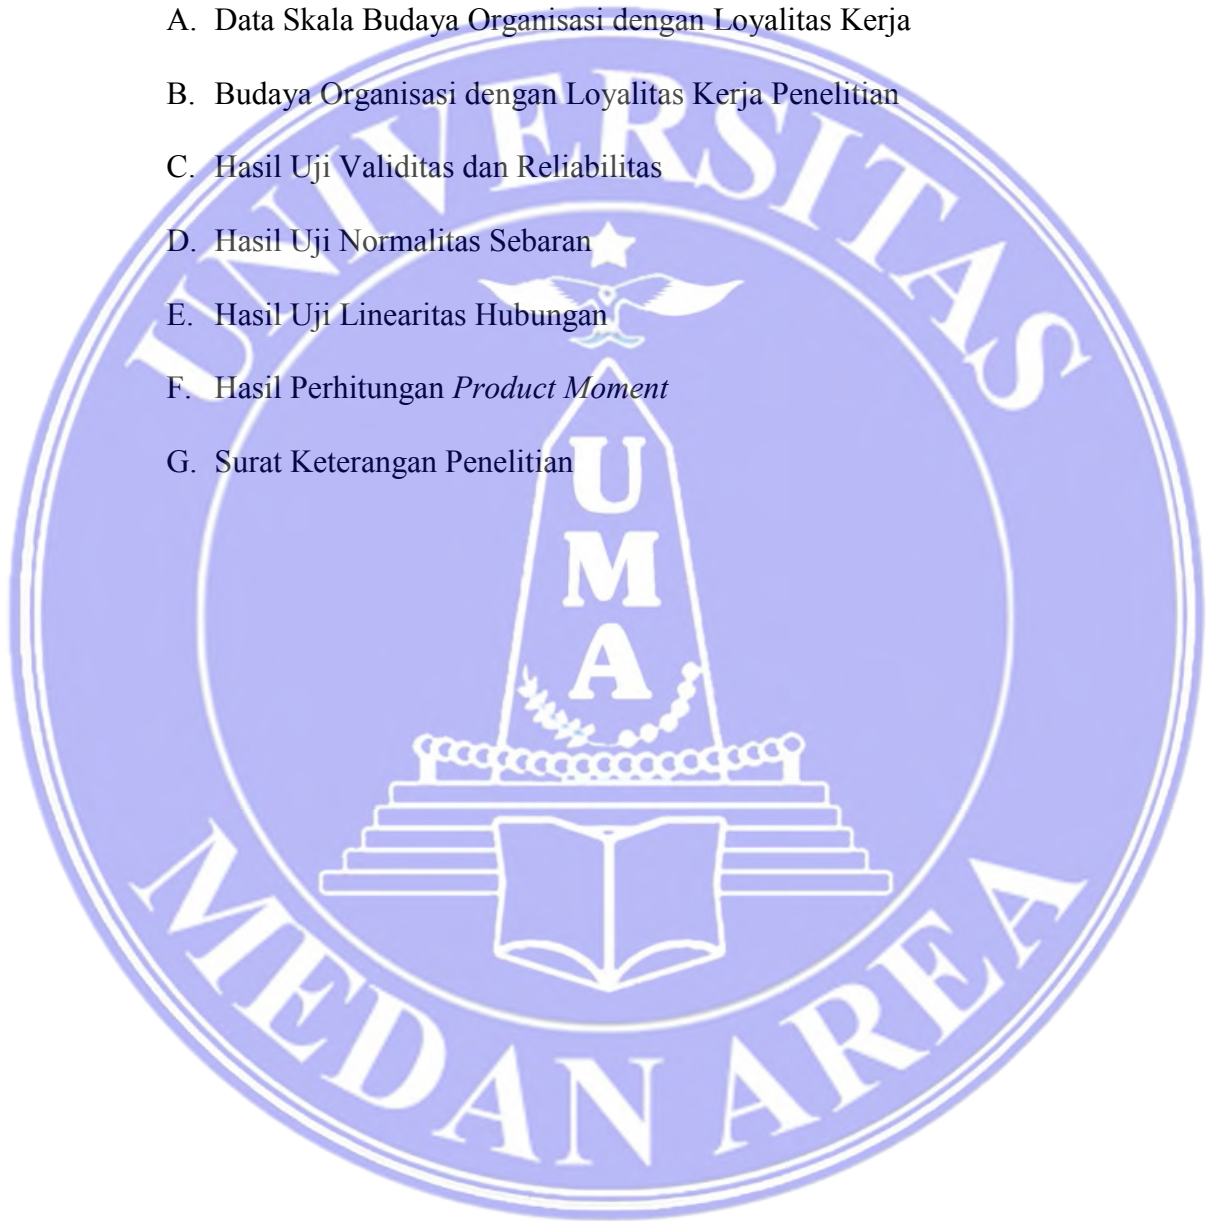 A. Data Skala Budaya Organisasi dengan Loyalitas Kerja
B. Budaya Organisasi dengan Loyalitas Kerja Penelitian
C. Hasil Uji Validitas dan Reliabilitas
D. Hasil Uji Normalitas Sebaran
E. Hasil Uji Linearitas Hubungan
F. Hasil Perhitungan Product Moment
G. Surat Keterangan Penelitian
UNIVERSITAS
U
M
A
MEDAN AREA